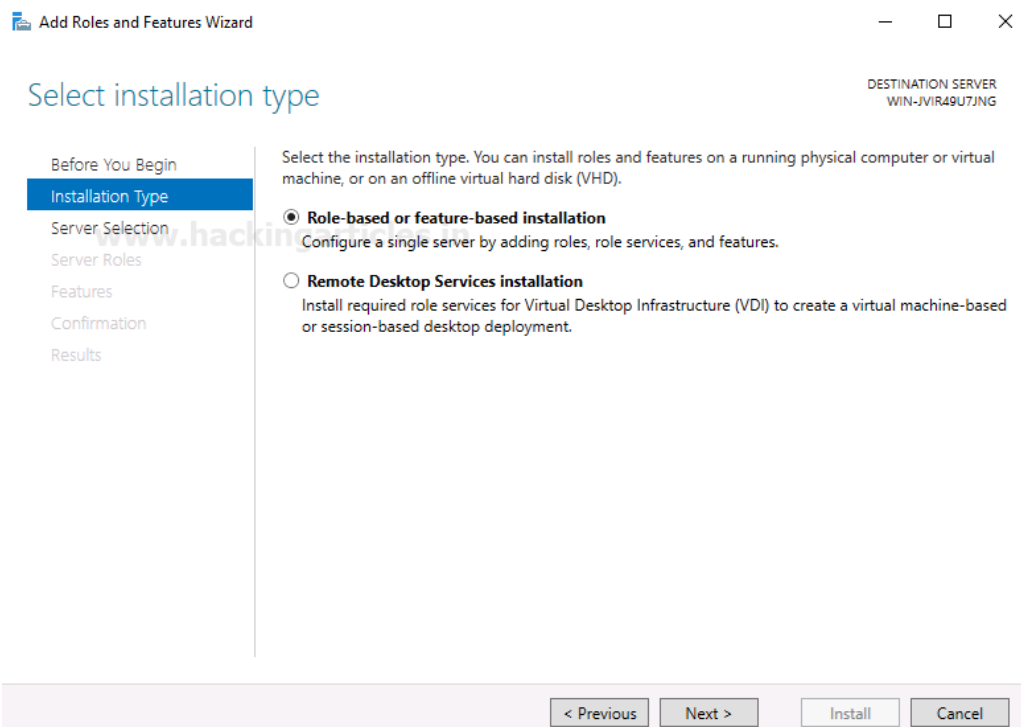 Add Roles and Features Wizard
Select installation type
DESTINATION SERVER
WIN-JVIR49U7JNG
Before You Begin
Installation Type
Server Selection
Server Roles
Features
Confirmation
Results
Select the installation type. You can install roles and features on a running physical computer or virtual
machine, or on an offline virtual hard disk (VHD).
Role-based or feature-based installation
Configure a single server by adding roles, role services, and features.
Remote Desktop Services installation
Install required role services for Virtual Desktop Infrastructure (VDI) to create a virtual machine-based
or session-based desktop deployment.
www.hackingarticles.in
< Previous
Next >
Install
Cancel